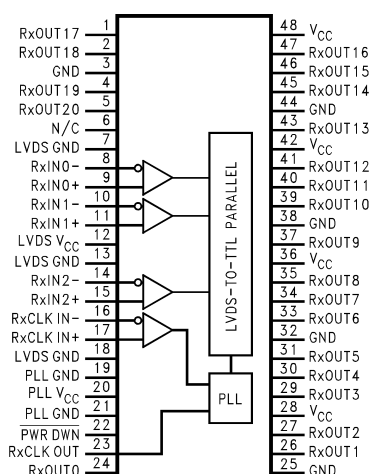 RxOUT17 1
RxOUT18 2
GND 3
RxOUT19 4
RxOUT20 5
N/C 6
LVDS GND 7
RxIN0- 8
RxIN0+ 9
RxIN1- 10
RxIN1+ 11
LVDS VCC 12
LVDS GND 13
RxIN2- 14
RxIN2+ 15
RxCLK IN- 16
RxCLK IN+ 17
LVDS GND 18
PLL GND 19
PLL VCC 20
PLL GND 21
PWR DWN 22
RxCLK OUT 23
RxOUT0 24
LVDS-TO-TTL PARALLEL
PLL
48 VCC
47 RxOUT16
46 RxOUT15
45 RxOUT14
44 GND
43 RxOUT13
42 VCC
41 RxOUT12
40 RxOUT11
39 RxOUT10
38 GND
37 RxOUT9
36 VCC
35 RxOUT8
34 RxOUT7
33 RxOUT6
32 GND
31 RxOUT5
30 RxOUT4
29 RxOUT3
28 VCC
27 RxOUT2
26 RxOUT1
25 GND